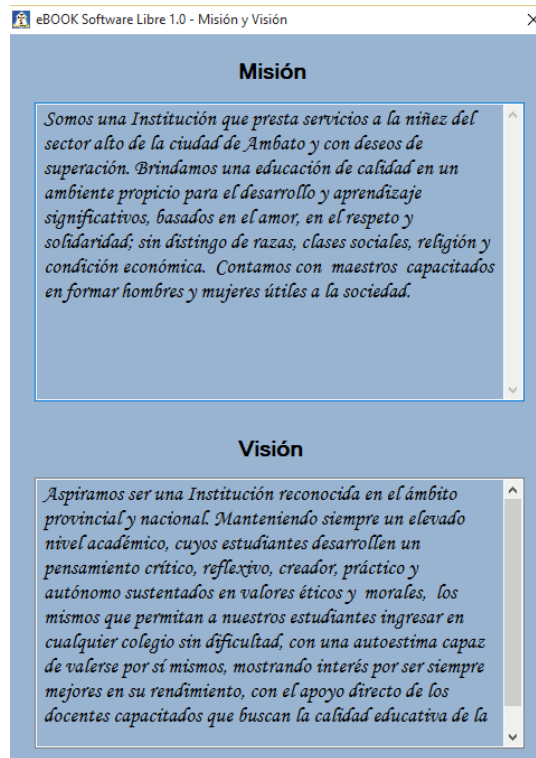 eBOOK Software Libre 1.0 - Misión y Visión
Misión
Somos una Institución que presta servicios a la niñez del
sector alto de la ciudad de Ambato y con deseos de
superación. Brindamos una educación de calidad en un
ambiente propicio para el desarrollo y aprendizaje
significativos, basados en el amor, en el respeto y
solidaridad; sin distingo de razas, clases sociales, religión y
condición económica. Contamos con maestros capacitados
en formar hombres y mujeres útiles a la sociedad.
Visión
Aspiramos ser una Institución reconocida en el ámbito
provincial y nacional. Manteniendo siempre un elevado
nivel académico, cuyos estudiantes desarrollen un
pensamiento crítico, reflexivo, creador, práctico y
autónomo sustentados en valores éticos y morales, los
mismos que permitan a nuestros estudiantes ingresar en
cualquier colegio sin dificultad, con una autoestima capaz
de valerse por sí mismos, mostrando interés por ser siempre
mejores en su rendimiento, con el apoyo directo de los
docentes capacitados que buscan la calidad educativa de la